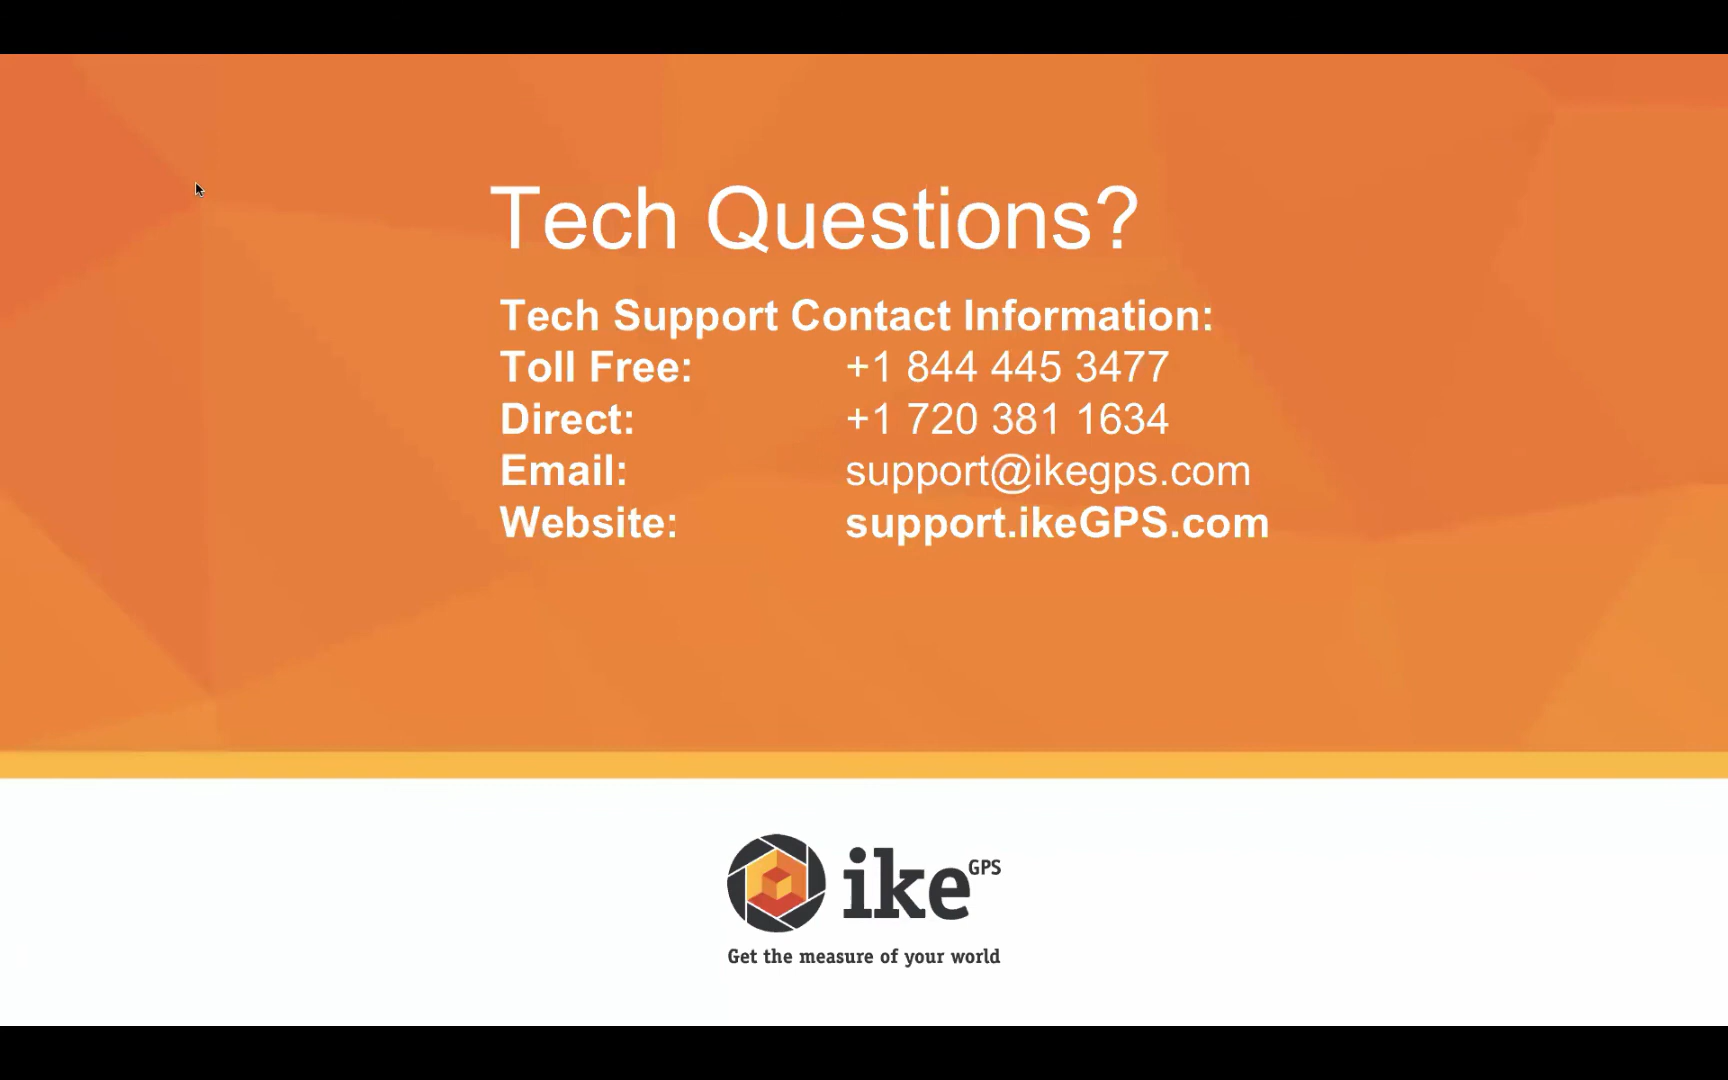 Tech Questions?
Tech Support Contact Information:
Toll Free: +1 844 445 3477
Direct: +1 720 381 1634
Email: support@ikegps.com
Website: support.ikeGPS.com
ike GPS
Get the measure of your world